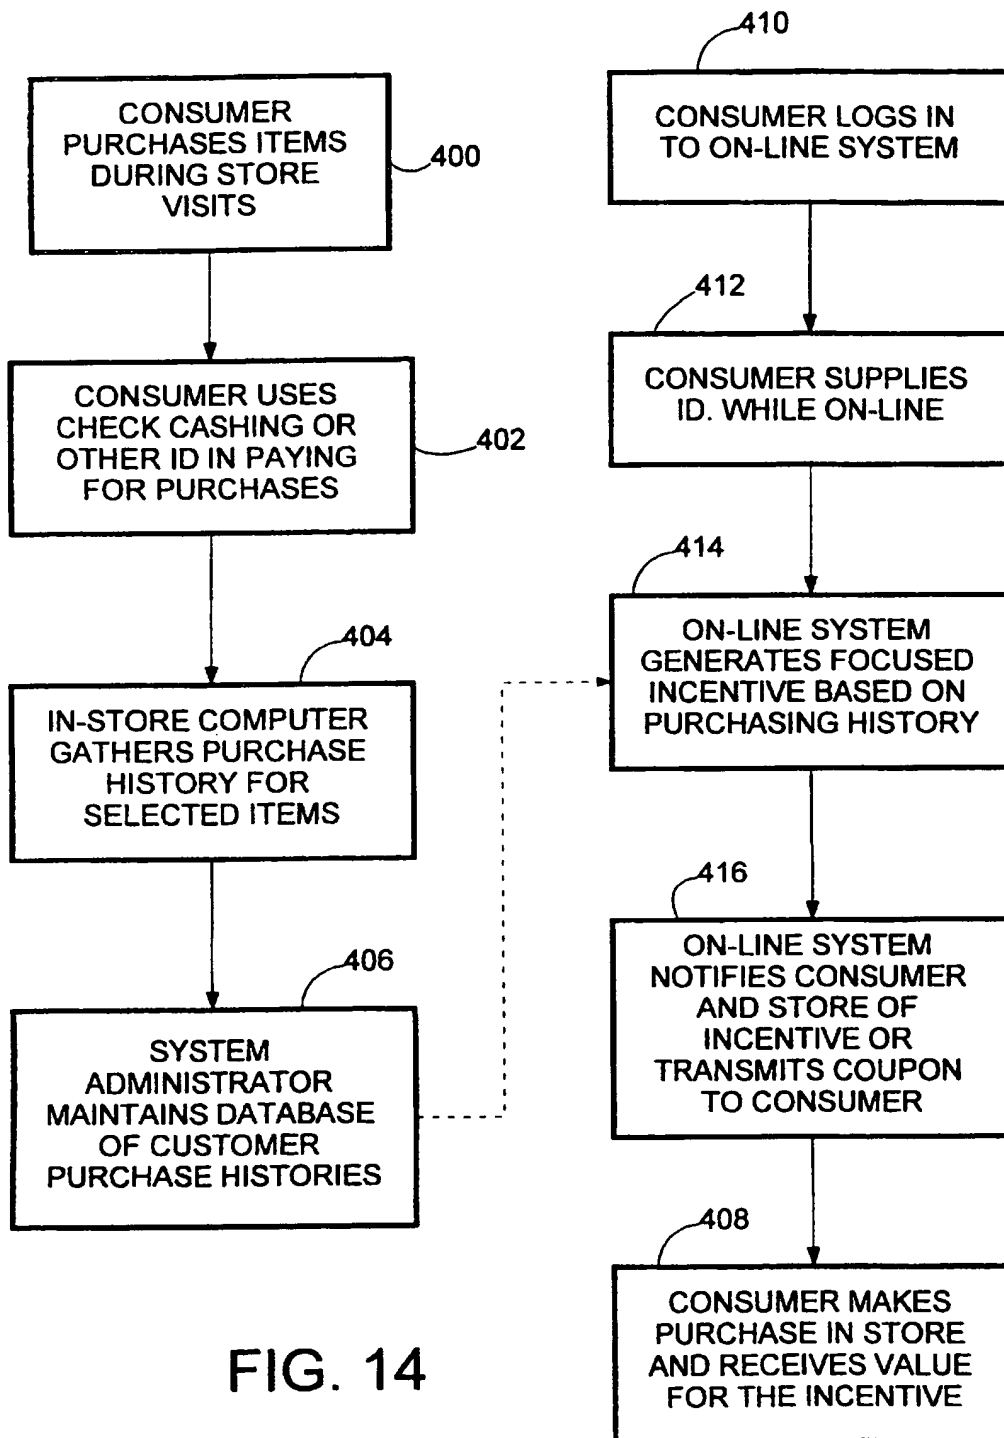 CONSUMER
PURCHASES ITEMS
DURING STORE
VISITS
400
CONSUMER USES
CHECK CASHING OR
OTHER ID IN PAYING
FOR PURCHASES
402
404
IN-STORE COMPUTER
GATHERS PURCHASE
HISTORY FOR
SELECTED ITEMS
406
SYSTEM
ADMINISTRATOR
MAINTAINS DATABASE
OF CUSTOMER
PURCHASE HISTORIES
410
CONSUMER LOGS IN
TO ON-LINE SYSTEM
412
CONSUMER SUPPLIES
ID. WHILE ON-LINE
414
ON-LINE SYSTEM
GENERATES FOCUSED
INCENTIVE BASED ON
PURCHASING HISTORY
416
ON-LINE SYSTEM
NOTIFIES CONSUMER
AND STORE OF
INCENTIVE OR
TRANSMITS COUPON
TO CONSUMER
408
CONSUMER MAKES
PURCHASE IN STORE
AND RECEIVES VALUE
FOR THE INCENTIVE
FIG. 14